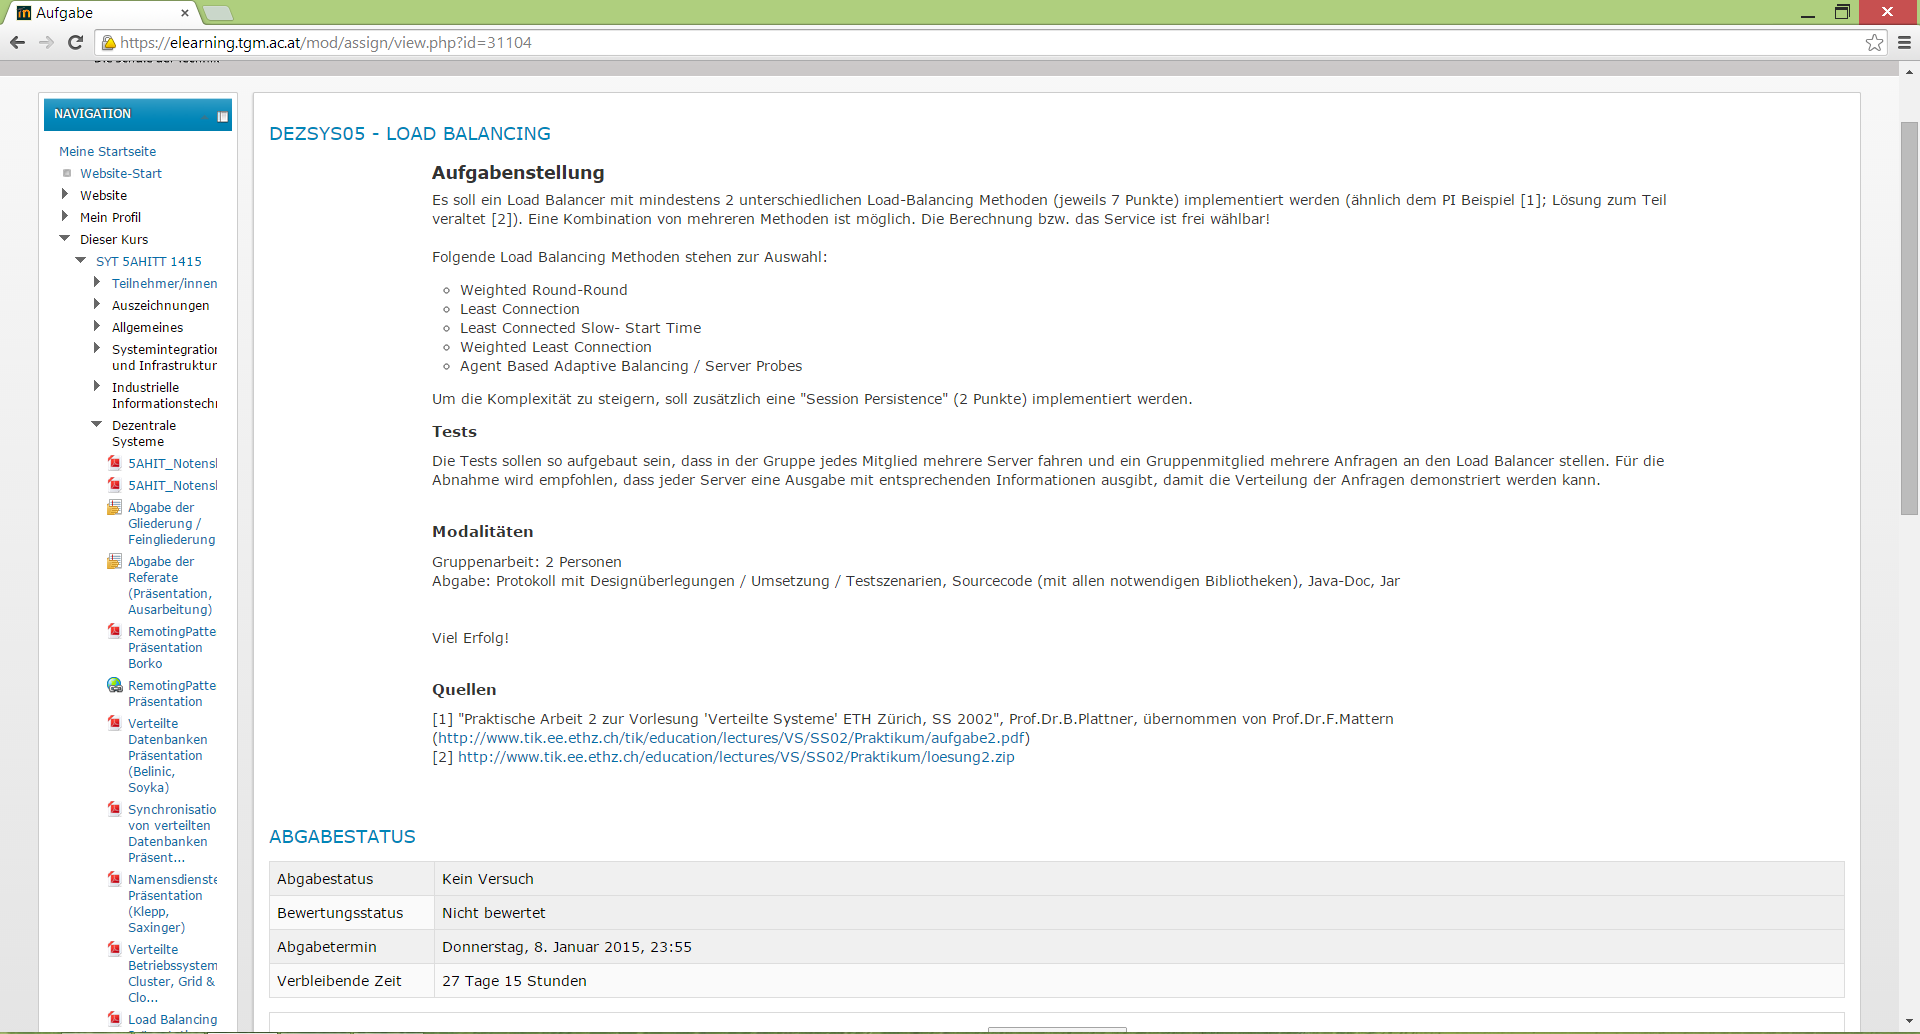 Aufgabe
https://elearning.tgm.ac.at/mod/assign/view.php?id=31104
NAVIGATION
Meine Startseite
Website-Start
Website
Mein Profil
Dieser Kurs
SYT 5AHITT 1415
Teilnehmer/innen
Auszeichnungen
Allgemeines
Systemintegration
und Infrastruktur
Industrielle
Informationstech
Dezentrale
Systeme
5AHIT_Notens
5AHIT_Notens
Abgabe der
Gliederung /
Feingliederung
Abgabe der
Referate
(Präsentation,
Ausarbeitung)
RemotingPatte
Präsentation
Borko
RemotingPatte
Präsentation
Verteilte
Datenbanken
Präsentation
(Belinic,
Soyka)
Synchronisatio
von verteilten
Datenbanken
Präsent...
Namensdienste
Präsentation
(Klepp,
Saxinger)
Verteilte
Betriebssystem
Cluster, Grid &
Clo...
Load Balancing
DEZSYS05 - LOAD BALANCING
Aufgabenstellung
Es soll ein Load Balancer mit mindestens 2 unterschiedlichen Load-Balancing Methoden (jeweils 7 Punkte) implementiert werden (ähnlich dem PI Beispiel [1]; Lösung zum Teil
veraltet [2]). Eine Kombination von mehreren Methoden ist möglich. Die Berechnung bzw. das Service ist frei wählbar!
Folgende Load Balancing Methoden stehen zur Auswahl:
Weighted Round-Round
Least Connection
Least Connected Slow- Start Time
Weighted Least Connection
Agent Based Adaptive Balancing / Server Probes
Um die Komplexität zu steigern, soll zusätzlich eine "Session Persistence" (2 Punkte) implementiert werden.
Tests
Die Tests sollen so aufgebaut sein, dass in der Gruppe jedes Mitglied mehrere Server fahren und ein Gruppenmitglied mehrere Anfragen an den Load Balancer stellen. Für die
Abnahme wird empfohlen, dass jeder Server eine Ausgabe mit entsprechenden Informationen ausgibt, damit die Verteilung der Anfragen demonstriert werden kann.
Modalitäten
Gruppenarbeit: 2 Personen
Abgabe: Protokoll mit Designüberlegungen / Umsetzung / Testszenarien, Sourcecode (mit allen notwendigen Bibliotheken), Java-Doc, Jar
Viel Erfolg!
Quellen
[1] "Praktische Arbeit 2 zur Vorlesung 'Verteilte Systeme' ETH Zürich, SS 2002", Prof.Dr.B.Plattner, übernommen von Prof.Dr.F.Mattern
(http://www.tik.ee.ethz.ch/tik/education/lectures/VS/SS02/Praktikum/aufgabe2.pdf)
[2] http://www.tik.ee.ethz.ch/education/lectures/VS/SS02/Praktikum/loesung2.zip
ABGABESTATUS
Abgabestatus Kein Versuch
Bewertungsstatus Nicht bewertet
Abgabetermin Donnerstag, 8. Januar 2015, 23:55
Verbleibende Zeit 27 Tage 15 Stunden